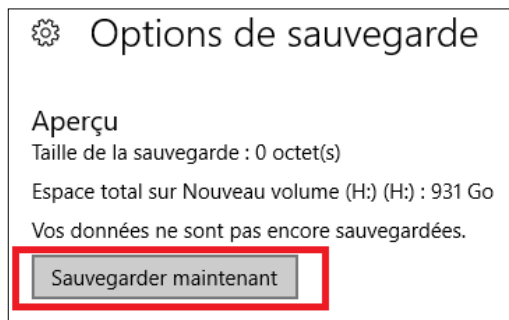 Options de sauvegarde
Aperçu
Taille de la sauvegarde : 0 octet(s)
Espace total sur Nouveau volume (H:) (H:) : 931 Go
Vos données ne sont pas encore sauvegardées.
Sauvegarder maintenant